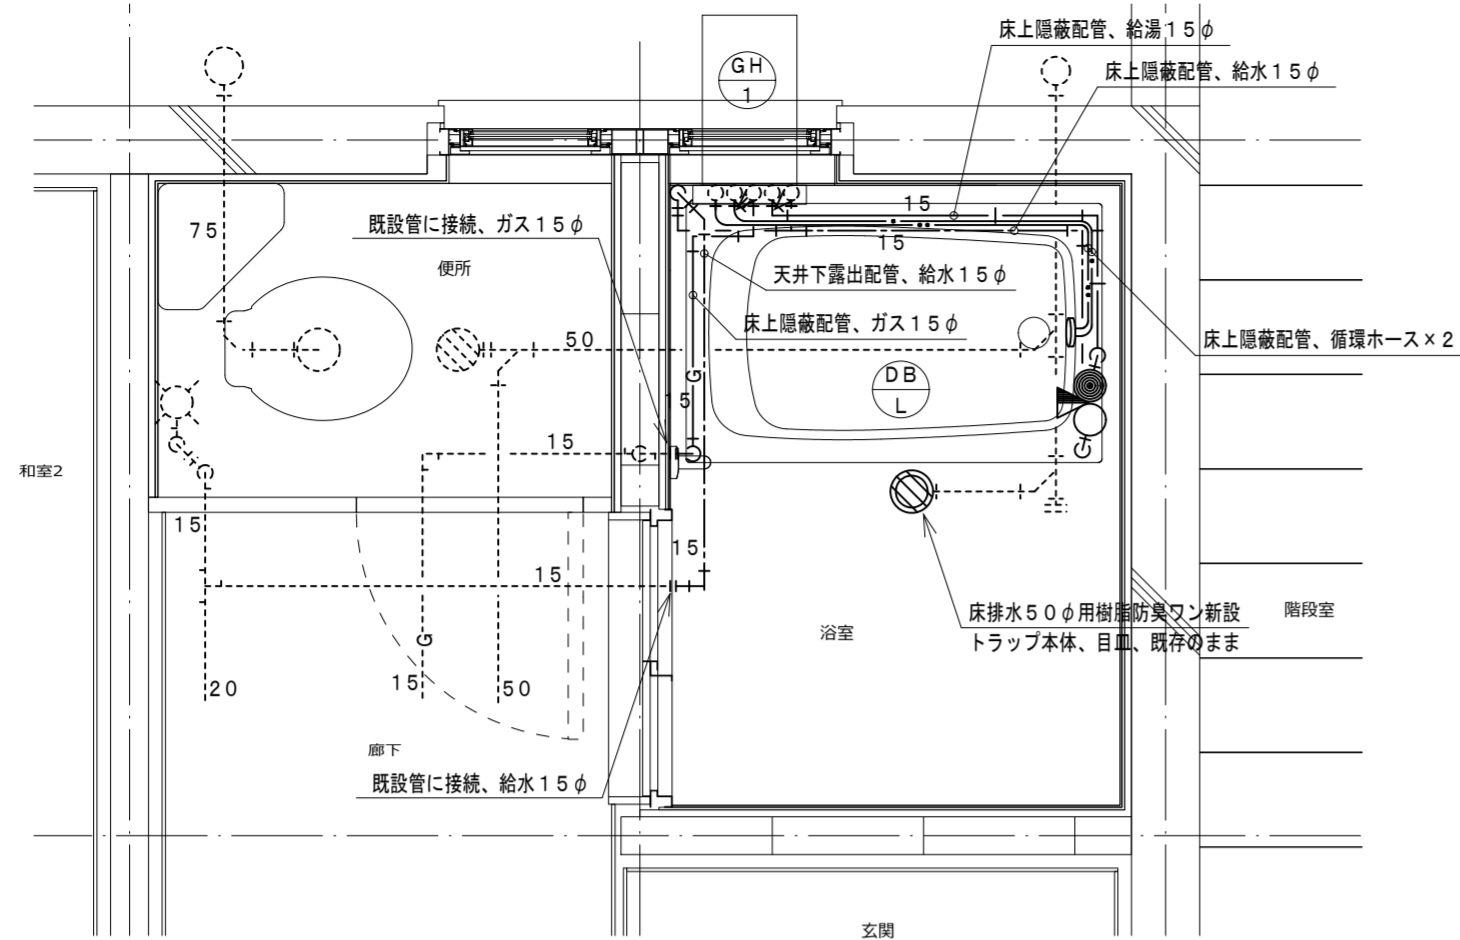 床上隠蔽配管、給湯１５φ
GH
1
床上隠蔽配管、給水１５φ
75
既設管に接続、ガス１５φ
15
15
便所
天井下露出配管、給水１５φ
床上隠蔽配管、ガス１５φ
床上隠蔽配管、循環ホース×２
50
G
DB
L
15
15
和室2
15
15
15
床排水５０φ用樹脂防臭ワン新設
トラップ本体、目皿、既存のまま
階段室
浴室
G
20
15
50
廊下
既設管に接続、給水１５φ
玄関